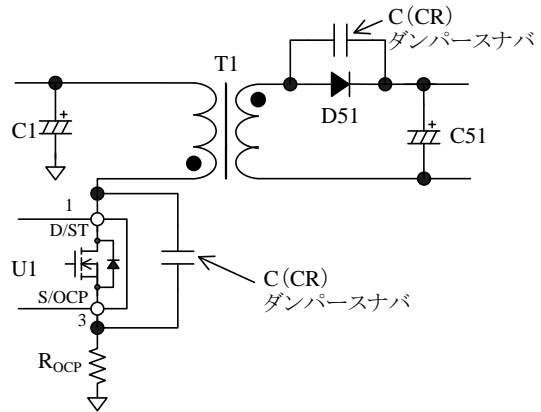 C(CR)
ダンパースナバ
T1
D51
C1
C51
1
D/ST
U1
S/OCP
3
C(CR)
ダンパースナバ
ROCP